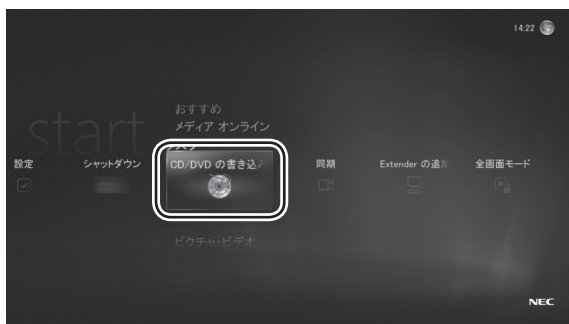 14:22
start
おすすめ
メディア オンライン
タスク
設定
シャットダウン
CD/DVD の書き込み
同期
Extender の追加
全画面モード
ピクチャ・ビデオ
NEC